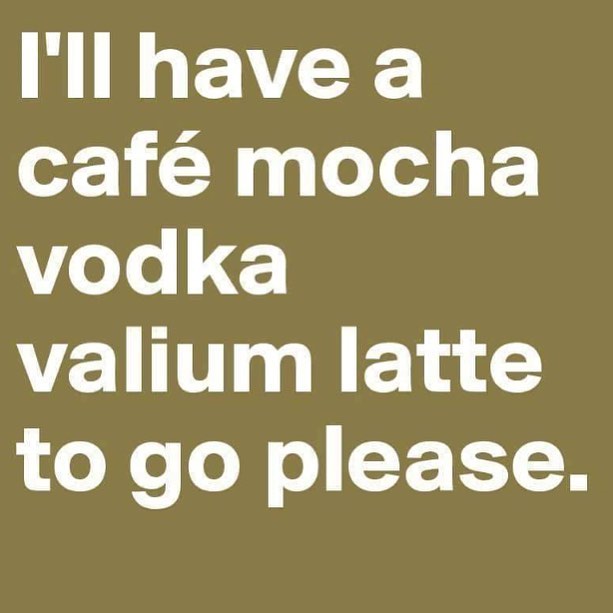 I'll have a
café mocha
vodka
valium latte
to go please.